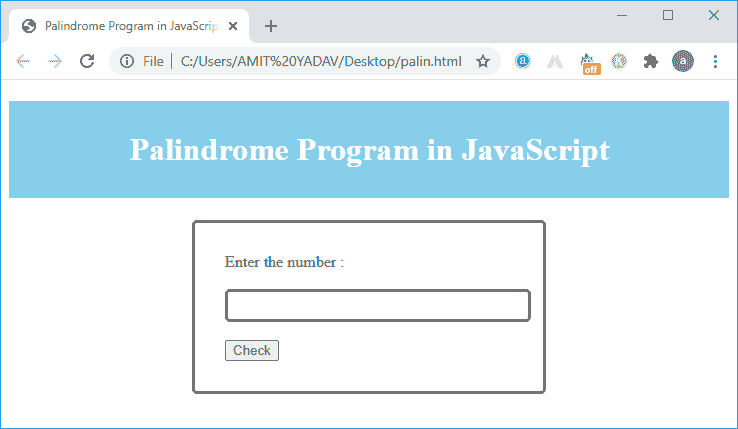 Palindrome Program in JavaScrip
File | C:/Users/AMIT%20YADAV/Desktop/palin.html
a
off
a
Palindrome Program in JavaScript
Enter the number :
Check